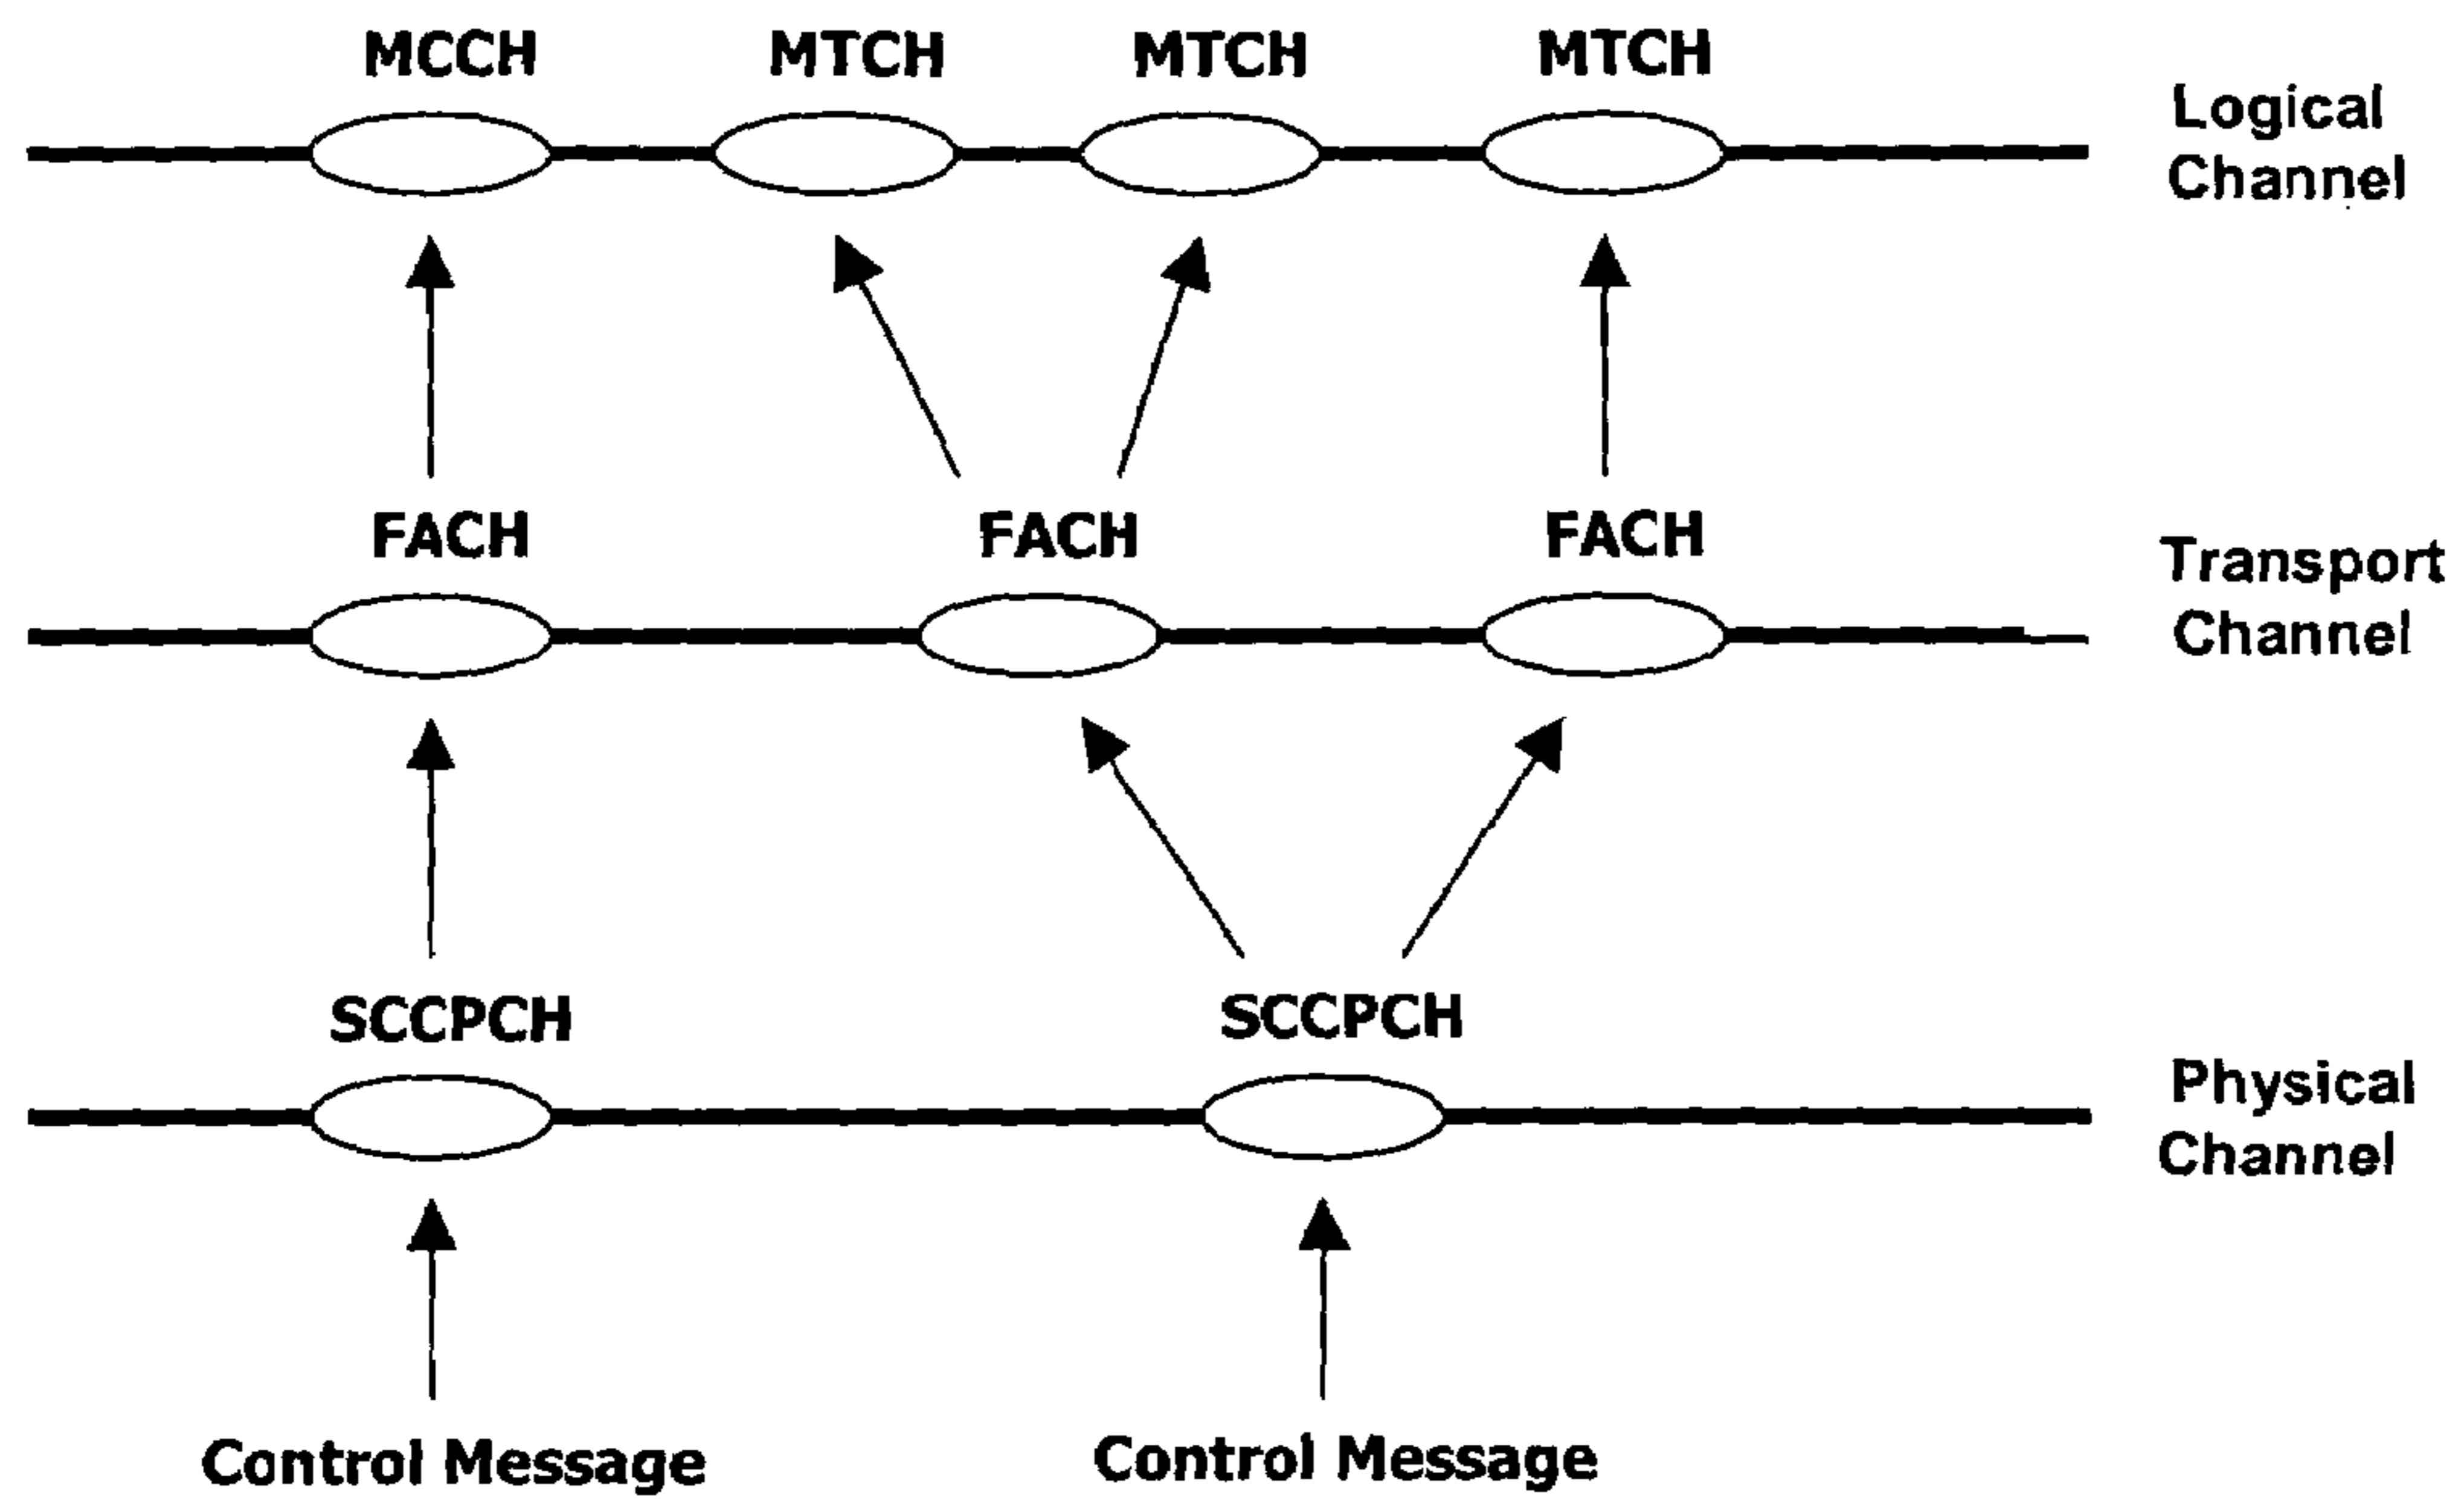 MCCH MTCH MTCH MTCH
Logical
Channel
FACH FACH FACH
Transport
Channel
SCCPCH SCCPCH
Physical
Channel
Control Message Control Message